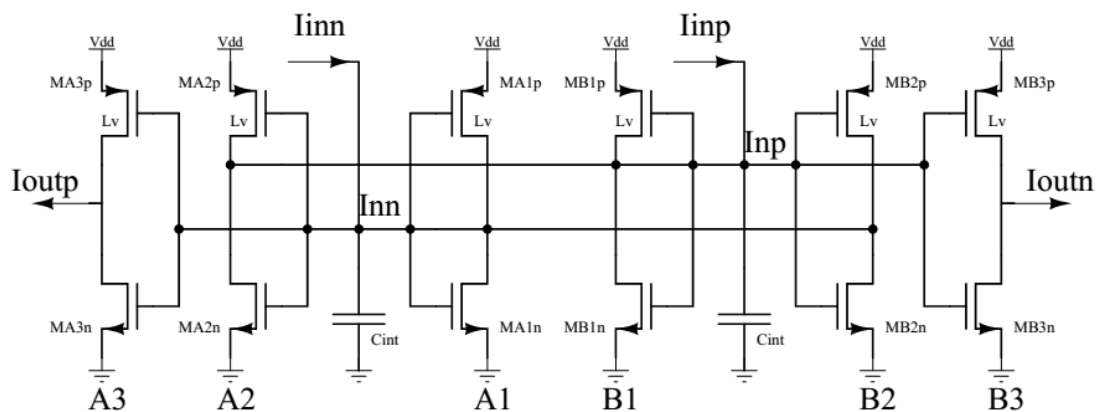 Iinn Iinp
Vdd Vdd Vdd Vdd Vdd Vdd
MA3p MA2p MA1p MB1p MB2p MB3p
Lv Lv Lv Lv Lv Lv
Inp
Ioutp Ioutn
Inn
MA3n MA2n Cint MA1n MB1n Cint MB2n MB3n
A3 A2 A1 B1 B2 B3